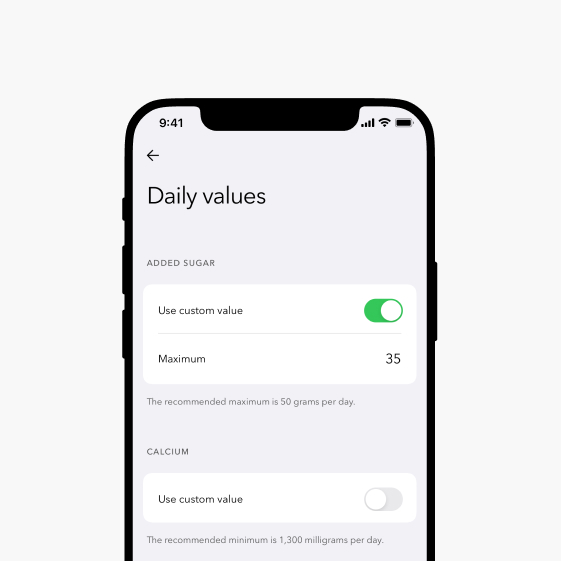 9:41
Daily values
ADDED SUGAR
Use custom value
Maximum 35
The recommended maximum is 50 grams per day.
CALCIUM
Use custom value
The recommended minimum is 1,300 milligrams per day.